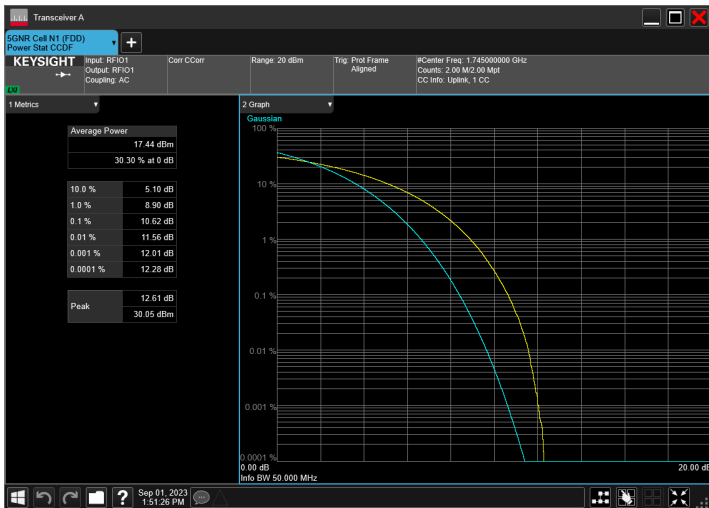 Transceiver A
5GNR Cell N1 (FDD)
Power Stat CCDF
+
KEYSIGHT
LXI
Input: RFIO1
Output: RFIO1
Coupling: AC
Corr CCorr
Range: 20 dBm
Trig: Prot Frame
Aligned
#Center Freq: 1.745000000 GHz
Counts: 2.00 M/2.00 Mpt
CC Info: Uplink, 1 CC
1 Metrics
Average Power
17.44 dBm
30.30 % at 0 dB
10.0 % 5.10 dB
1.0 % 8.90 dB
0.1 % 10.62 dB
0.01 % 11.56 dB
0.001 % 12.01 dB
0.0001 % 12.28 dB
Peak 12.61 dB
30.05 dBm
2 Graph
Gaussian
100 %
10 %
1 %
0.1 %
0.01 %
0.001 %
0.0001 %
0.00 dB 20.00 dB
Info BW 50.000 MHz
?
Sep 01, 2023
1:51:26 PM